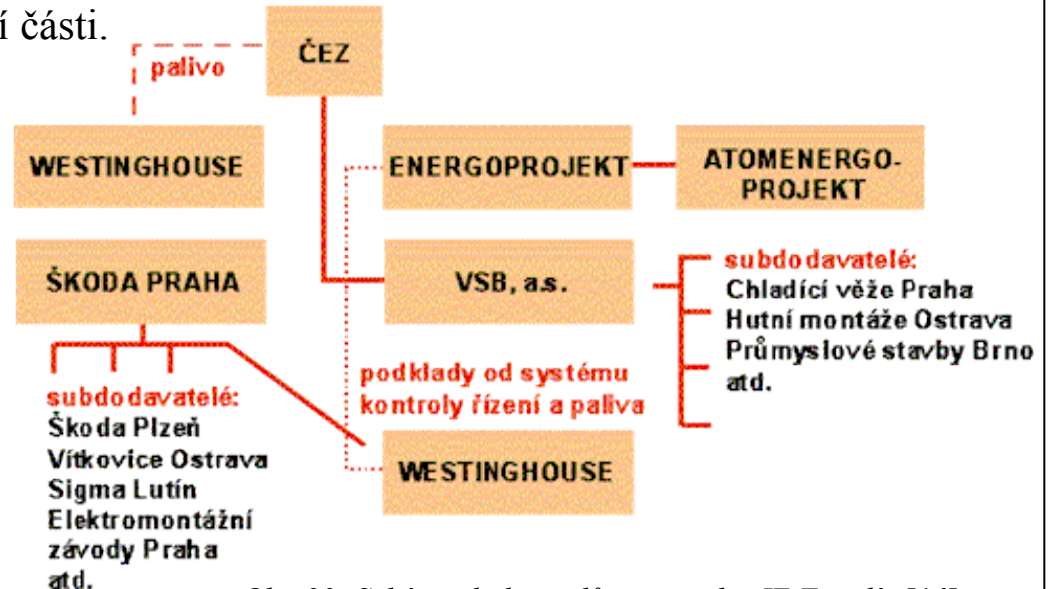 í části.
palivo
ČEZ
WESTINGHOUSE
ENERGOPROJEKT
ATOMENERGO-
PROJEKT
ŠKODA PRAHA
VSB, a.s.
subdodavatelé:
Chladící věže Praha
Hutní montáže Ostrava
Průmyslové stavby Brno
atd.
podklady od systému
kontroly řízení a paliva
WESTINGHOUSE
subdodavatelé:
Škoda Plzeň
Vítkovice Ostrava
Sigma Lutín
Elektromontážní
závody Praha
atd.